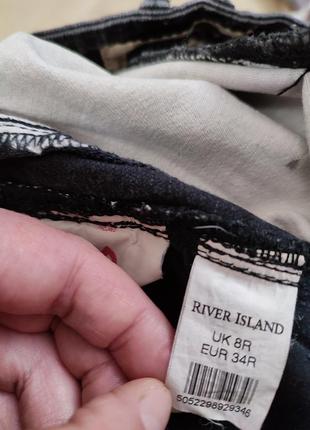 RIVER ISLAND
UK 8R
EUR 34R
5052298929346